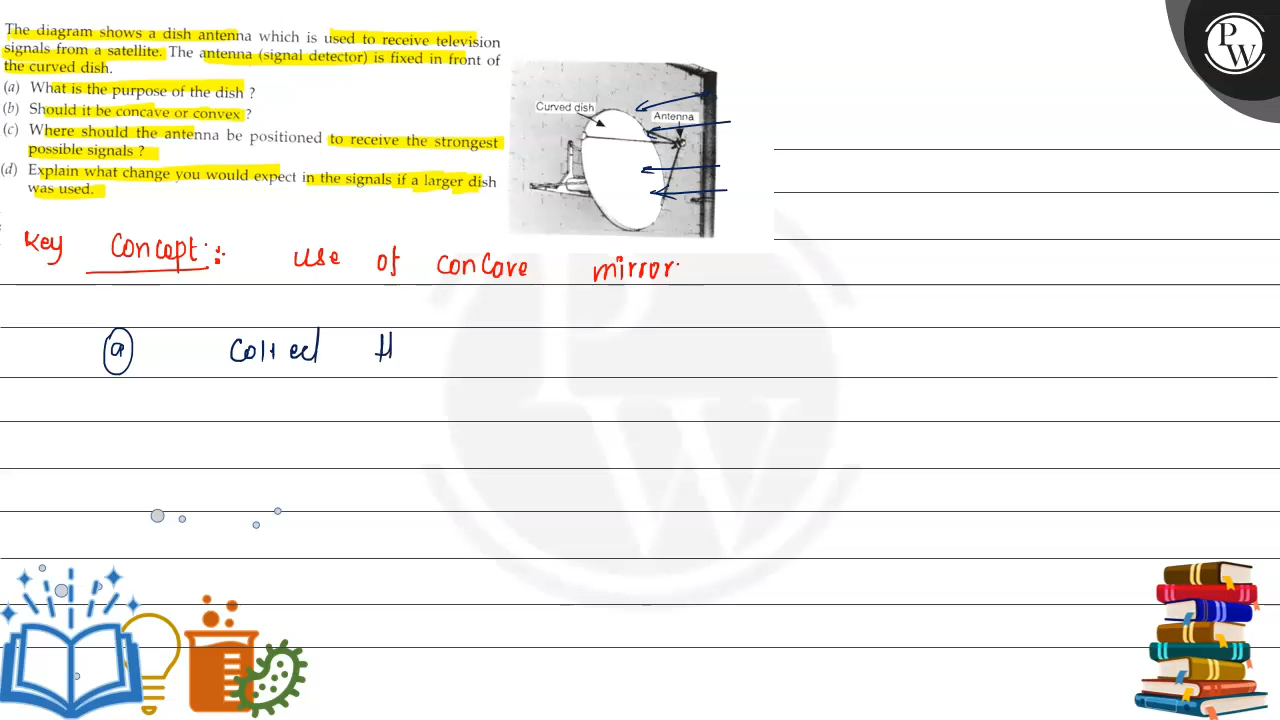 The diagram shows a dish antenna which is used to receive television
signals from a satellite. The antenna (signal detector) is fixed in front of
the curved dish.
(a) What is the purpose of the dish ?
(b) Should it be concave or convex ?
(c) Where should the antenna be positioned to receive the strongest
possible signals ?
(d) Explain what change you would expect in the signals if a larger dish
was used.
Curved dish
Antenna
Key Concept :
use of concave mirror.
(a) collect
PW
PW